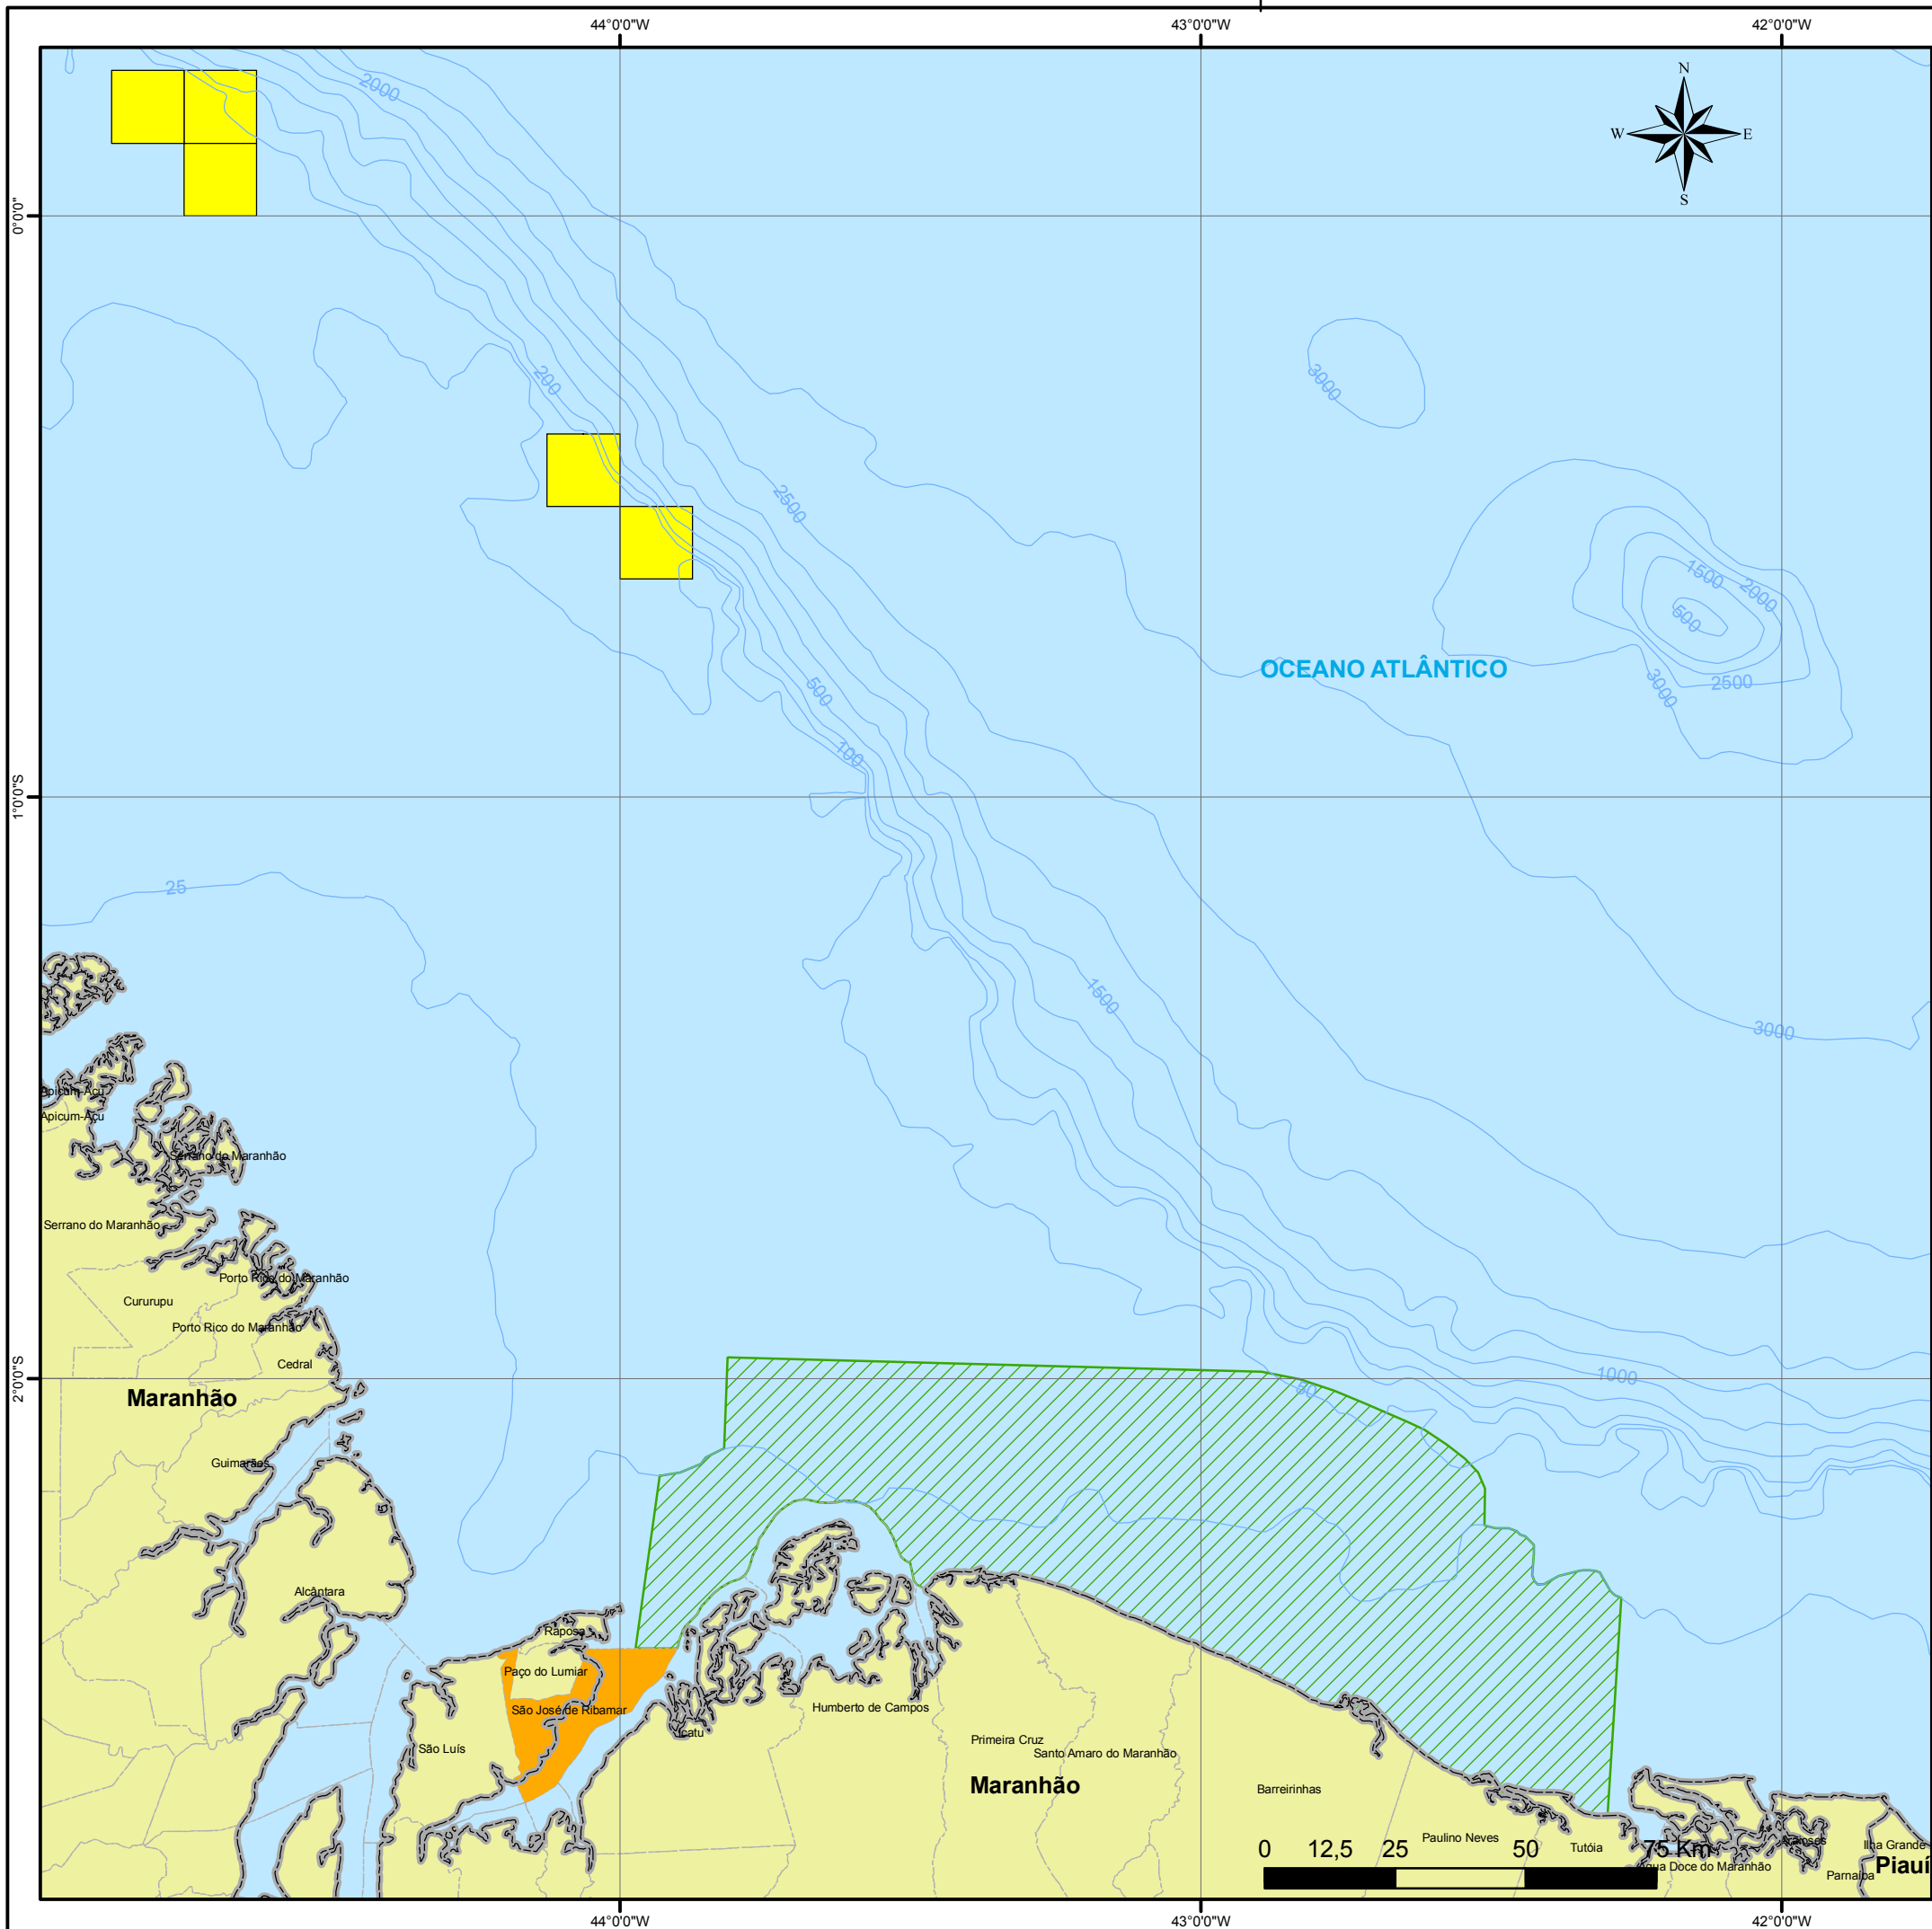 44°0'0"W
43°0'0"W
42°0'0"W
N
W
E
S
2000
0°0'0"
200
3000
2500
1500
2000
500
OCEANO ATLÂNTICO
3000
2500
500
100
1°0'0"S
25
1500
3000
Apicum-Açu
Apicum-Açu
Serrano do Maranhão
Serrano do Maranhão
Porto Rico do Maranhão
Cururupu
Porto Rico do Maranhão
Cedral
2°0'0"S
1000
50
Maranhão
Guimarães
Alcântara
Raposa
Paço do Lumiar
São José de Ribamar
Humberto de Campos
Icatu
Primeira Cruz
São Luís
Santo Amaro do Maranhão
Maranhão
Barreirinhas
Paulino Neves
Tutóia
Araioses
Ilha Grande
0 12,5 25 50 75 Km
Água Doce do Maranhão
Piauí
Parnaíba
44°0'0"W
43°0'0"W
42°0'0"W